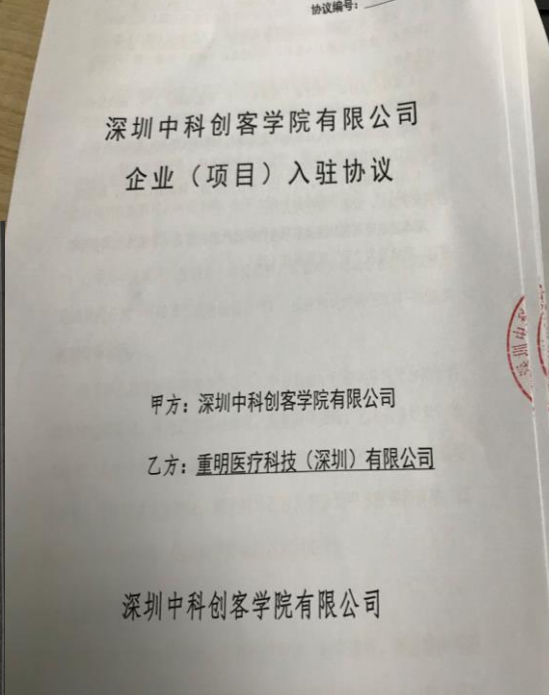 协议编号：
深圳中科创客学院有限公司
企业（项目）入驻协议
甲方：深圳中科创客学院有限公司
乙方：重明医疗科技（深圳）有限公司
深圳中科创客学院有限公司
深圳中